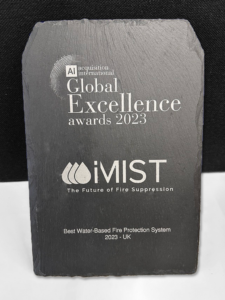 AI acquisition
international
Global
Excellence
awards 2023
iMIST
The Future of Fire Suppression
Best Water-Based Fire Protection System
2023 - UK